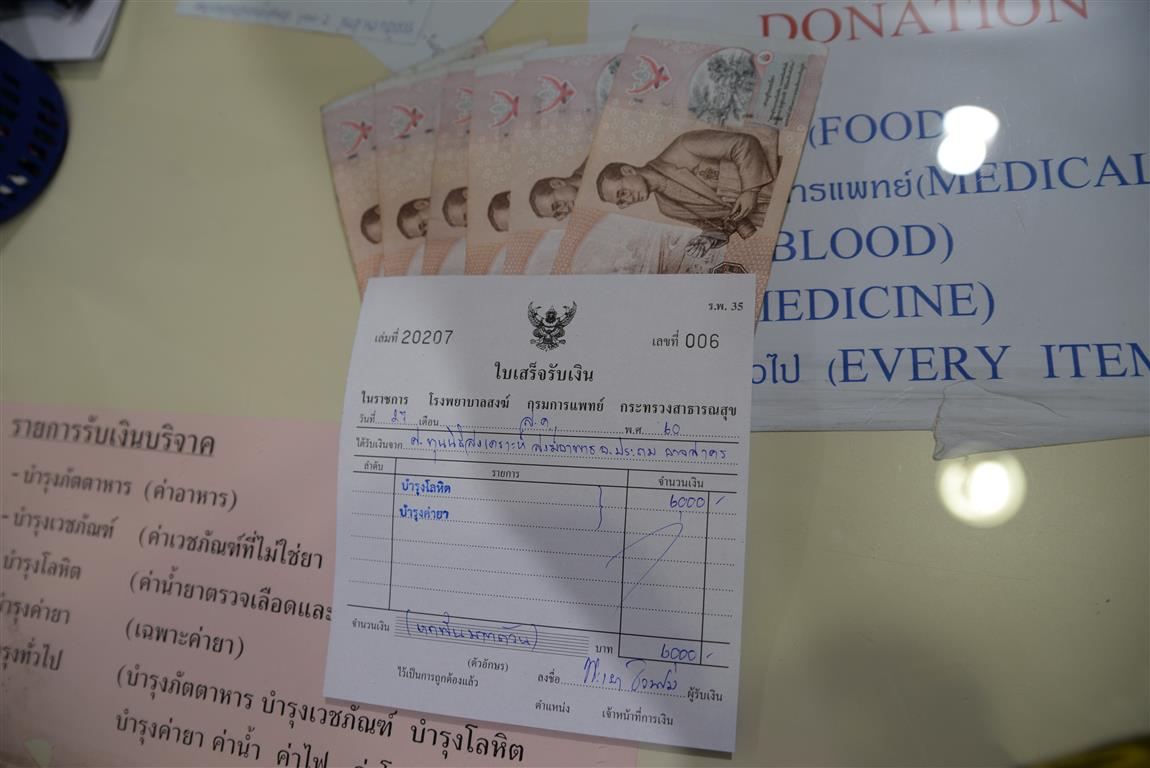 DONATION
(FOOD
ารแพทย์(MEDICAL
BLOOD)
MEDICINE)
วไป (EVERY ITEM
ร.พ. 35
เล่มที่ 20207
เลขที่ 006
ใบเสร็จรับเงิน
ในราชการ โรงพยาบาลสงฆ์ กรมการแพทย์ กระทรวงสาธารณสุข
วันที่ 27 เดือน ส.ค. พ.ศ. 60
ได้รับเงินจาก
ลำดับ รายการ จำนวนเงิน
บำรุงโลหิต 6000 -
บำรุงค่ายา
จำนวนเงิน (หกพันบาทถ้วน) บาท 6000 -
(ตัวอักษร)
ไว้เป็นการถูกต้องแล้ว
ลงชื่อ ผู้รับเงิน
ตำแหน่ง เจ้าหน้าที่การเงิน
รายการรับเงินบริจาค
- บำรุงภัตตาหาร (ค่าอาหาร)
- บำรุงเวชภัณฑ์ (ค่าเวชภัณฑ์ที่ไม่ใช่ยา
บำรุงโลหิต (ค่าน้ำยาตรวจเลือดและ
ำรุงค่ายา (เฉพาะค่ายา)
รุงทั่วไป (บำรุงภัตตาหาร บำรุงเวชภัณฑ์ บำรุงโลหิต
บำรุงค่ายา ค่าน้ำ ค่าไฟ